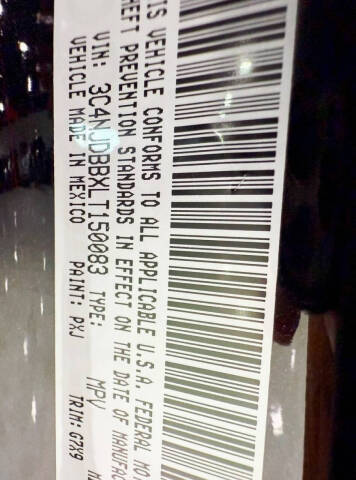 IS VEHICLE CONFORMS TO ALL APPLICABLE U.S.A. FEDERAL MO
HEFT PREVENTION STANDARDS IN EFFECT ON THE DATE OF MANUFAC
VIN: 3C4NJDBBXLT150083 TYPE: MPV
VEHICLE MADE IN MEXICO PAINT: PXJ TRIM: G7X9